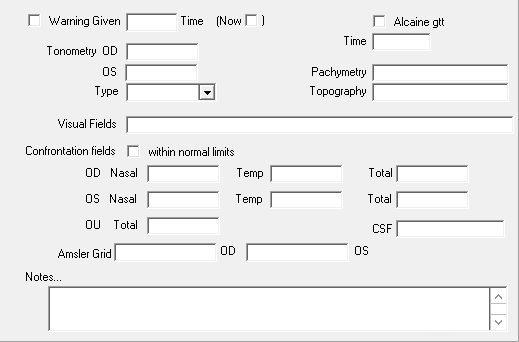 Warning Given Time (Now ) Alcaine gtt
Time
Tonometry OD
OS Pachymetry
Type Topography
Visual Fields
Confrontation fields within normal limits
OD Nasal Temp Total
OS Nasal Temp Total
OU Total CSF
Amsler Grid OD OS
Notes...